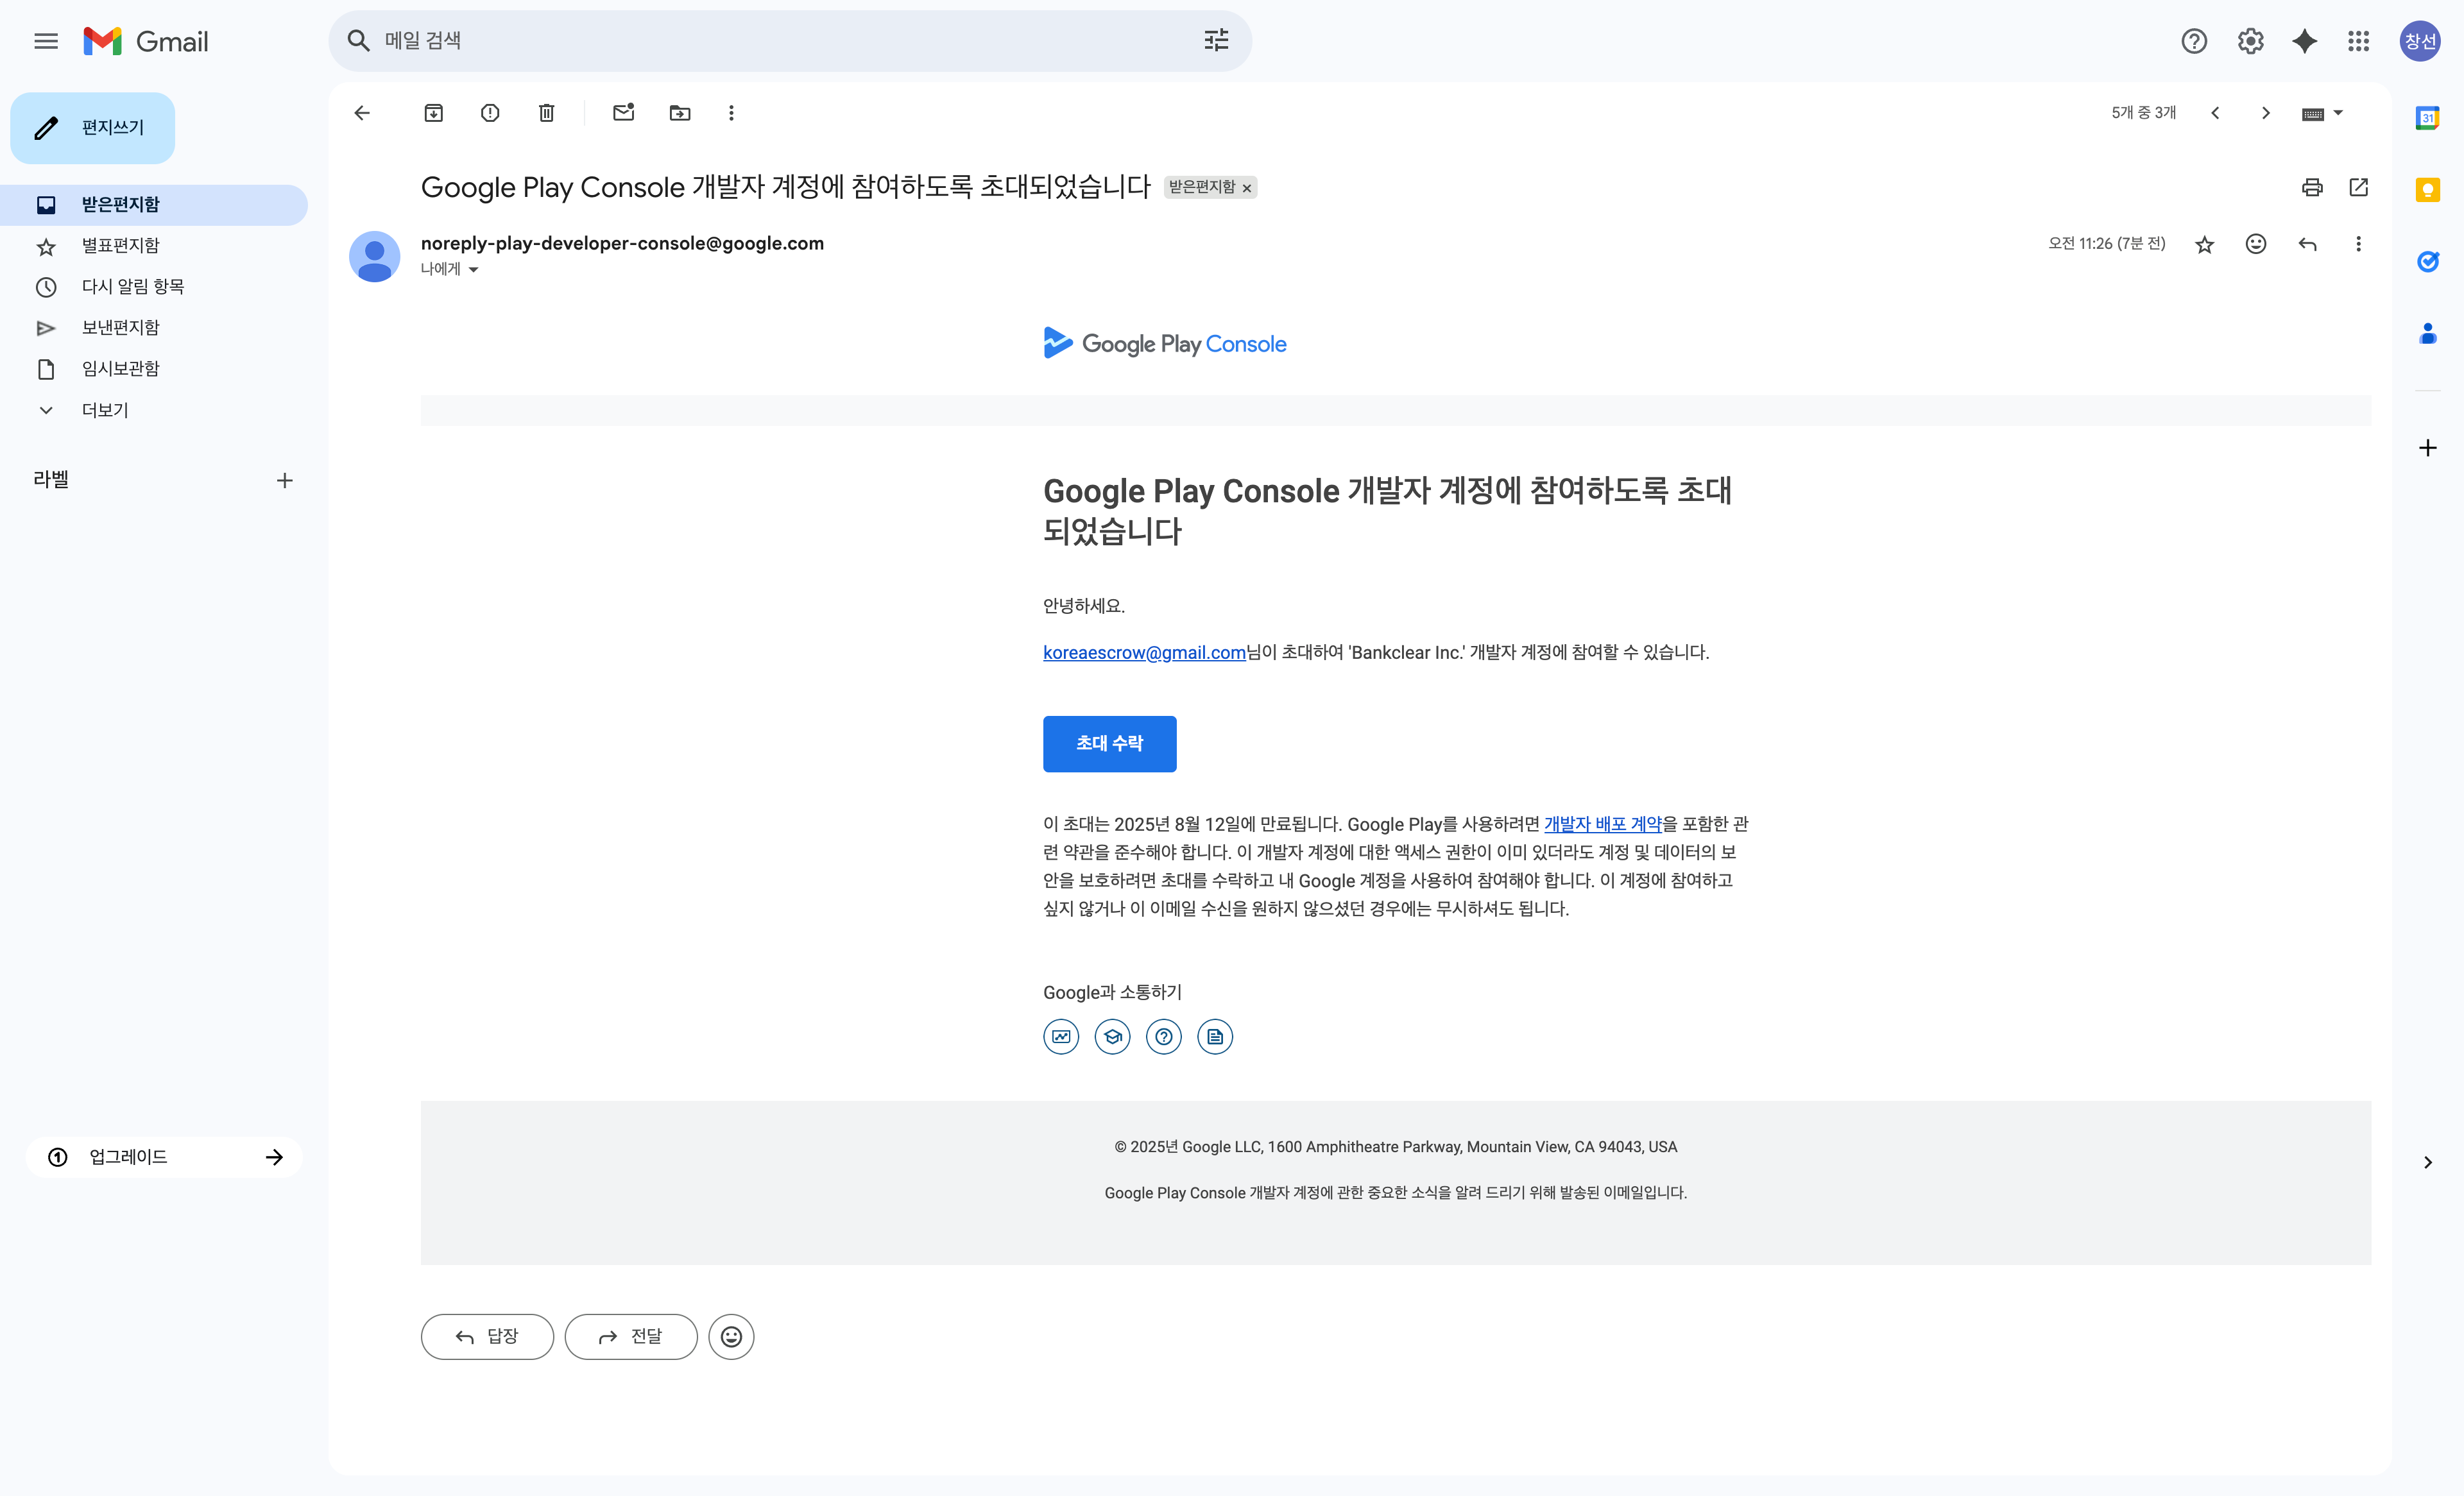 Gmail
메일 검색
창선
편지쓰기
받은편지함
별표편지함
다시 알림 항목
보낸편지함
임시보관함
더보기
라벨
업그레이드
5개 중 3개
Google Play Console 개발자 계정에 참여하도록 초대되었습니다 받은편지함
noreply-play-developer-console@google.com
오전 11:26 (7분 전)
나에게
Google Play Console
Google Play Console 개발자 계정에 참여하도록 초대
되었습니다
안녕하세요.
koreaescrow@gmail.com님이 초대하여 'Bankclear Inc.' 개발자 계정에 참여할 수 있습니다.
초대 수락
이 초대는 2025년 8월 12일에 만료됩니다. Google Play를 사용하려면 개발자 배포 계약을 포함한 관
련 약관을 준수해야 합니다. 이 개발자 계정에 대한 액세스 권한이 이미 있더라도 계정 및 데이터의 보
안을 보호하려면 초대를 수락하고 내 Google 계정을 사용하여 참여해야 합니다. 이 계정에 참여하고
싶지 않거나 이 이메일 수신을 원하지 않으셨던 경우에는 무시하셔도 됩니다.
Google과 소통하기
© 2025년 Google LLC, 1600 Amphitheatre Parkway, Mountain View, CA 94043, USA
Google Play Console 개발자 계정에 관한 중요한 소식을 알려 드리기 위해 발송된 이메일입니다.
답장
전달
31